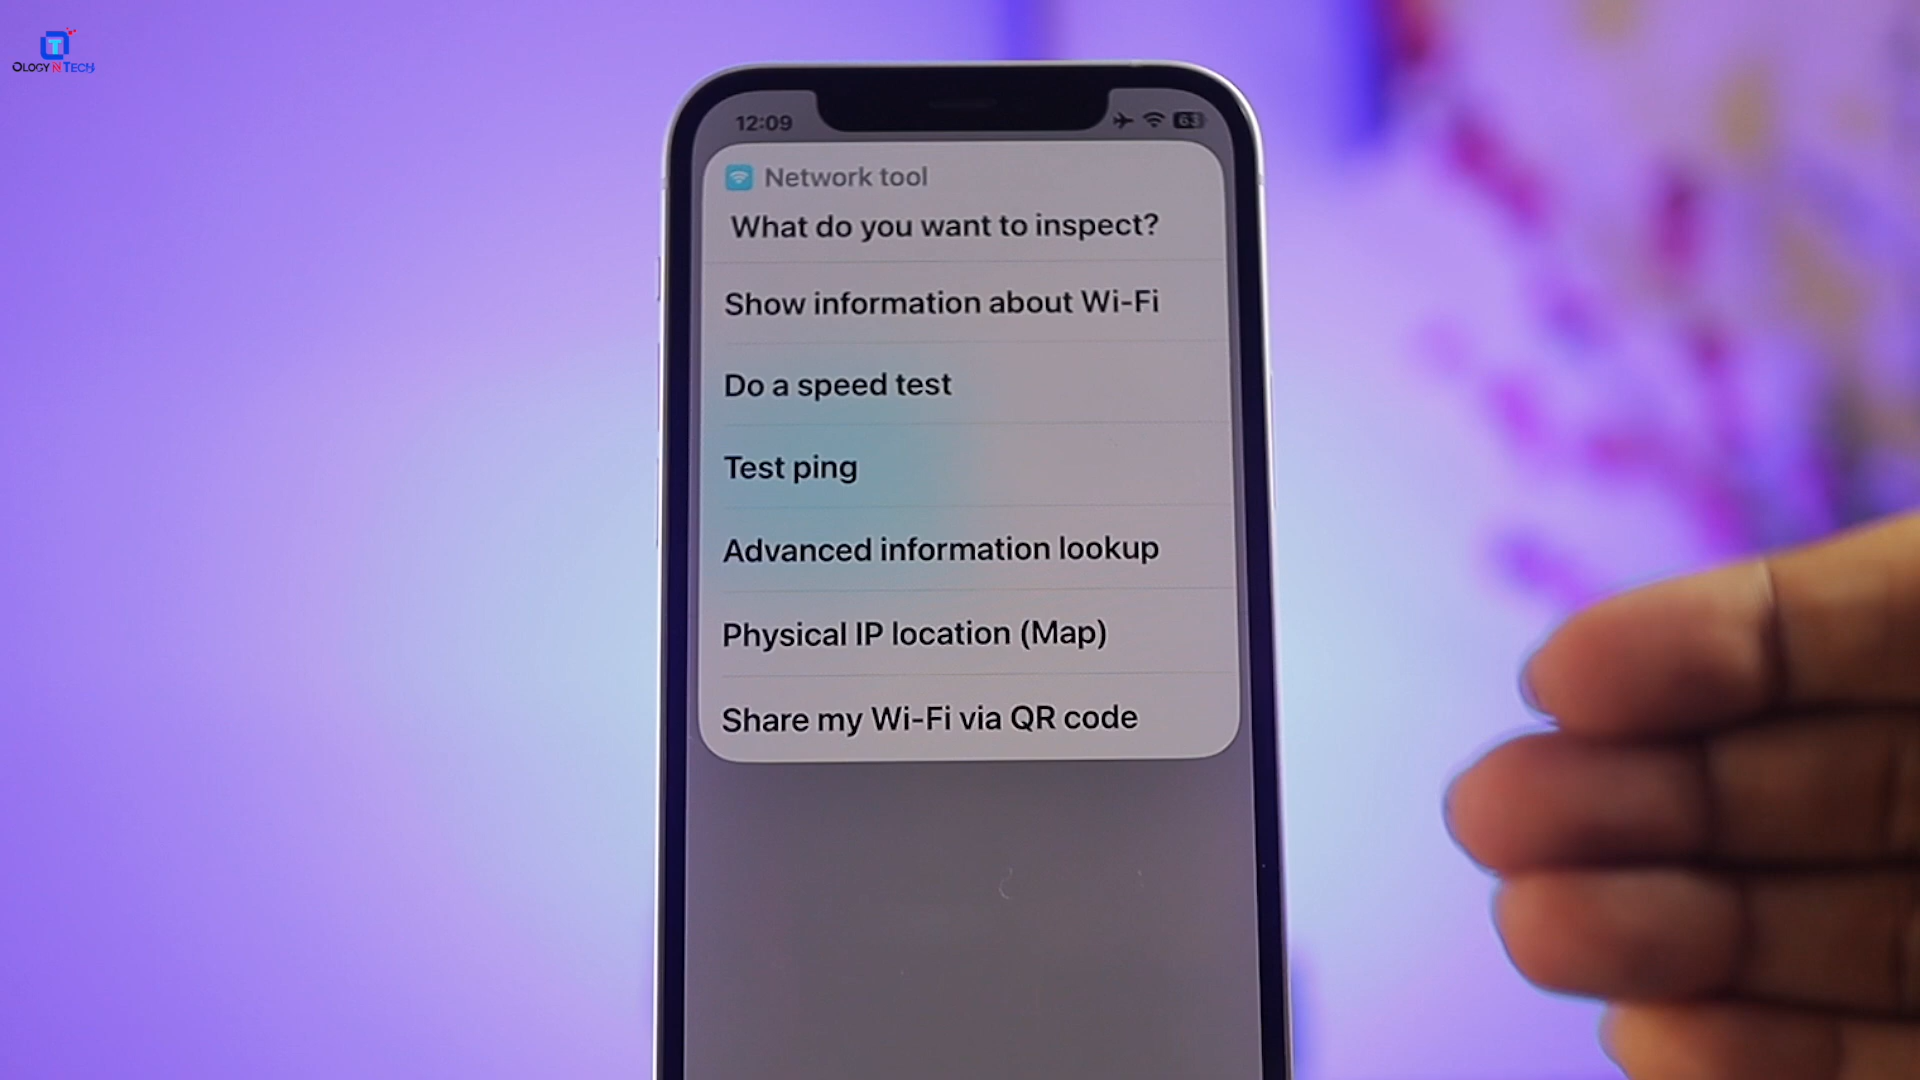 T
OLOGY N TECH
12:09
63
Network tool
What do you want to inspect?
Show information about Wi-Fi
Do a speed test
Test ping
Advanced information lookup
Physical IP location (Map)
Share my Wi-Fi via QR code